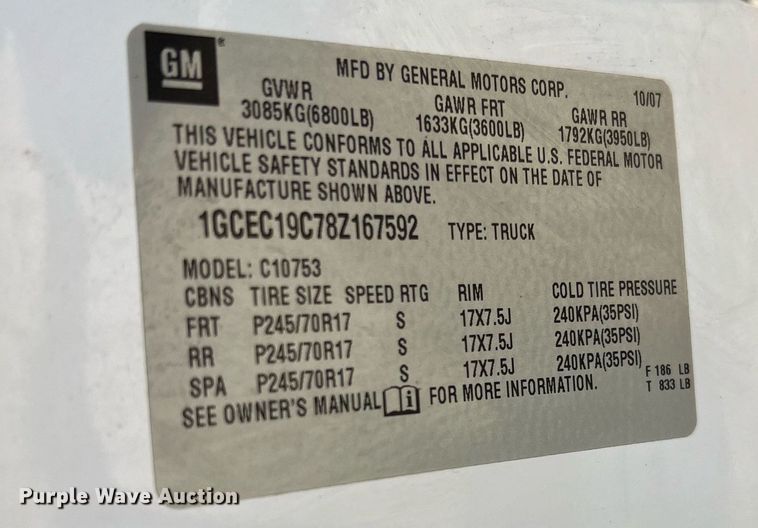 GM®
MFD BY GENERAL MOTORS CORP. 10/07
GVWR GAWR FRT GAWR RR
3085KG(6800LB) 1633KG(3600LB) 1792KG(3950LB)
THIS VEHICLE CONFORMS TO ALL APPLICABLE U.S. FEDERAL MOTOR
VEHICLE SAFETY STANDARDS IN EFFECT ON THE DATE OF
MANUFACTURE SHOWN ABOVE.
1GCEC19C78Z167592 TYPE: TRUCK
MODEL: C10753
CBNS TIRE SIZE SPEED RTG RIM COLD TIRE PRESSURE
FRT P245/70R17 S 17X7.5J 240KPA(35PSI)
RR P245/70R17 S 17X7.5J 240KPA(35PSI)
SPA P245/70R17 S 17X7.5J 240KPA(35PSI) F 186 LB
T 833 LB
SEE OWNER'S MANUAL i FOR MORE INFORMATION.
Purple Wave Auction